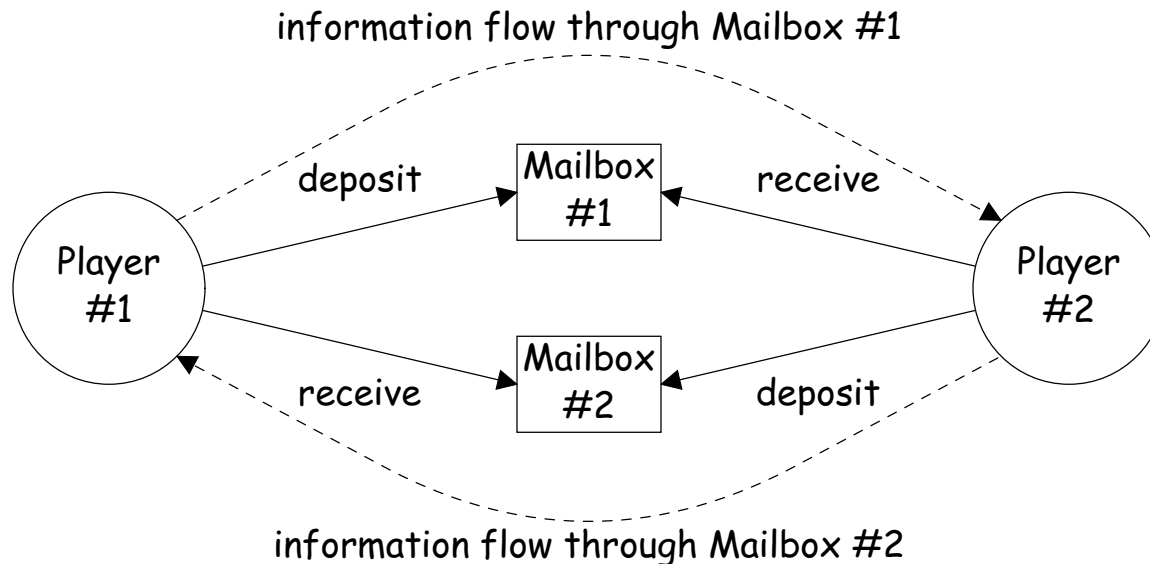 information flow through Mailbox #1
deposit
Mailbox
#1
receive
Player
#1
Player
#2
receive
Mailbox
#2
deposit
information flow through Mailbox #2